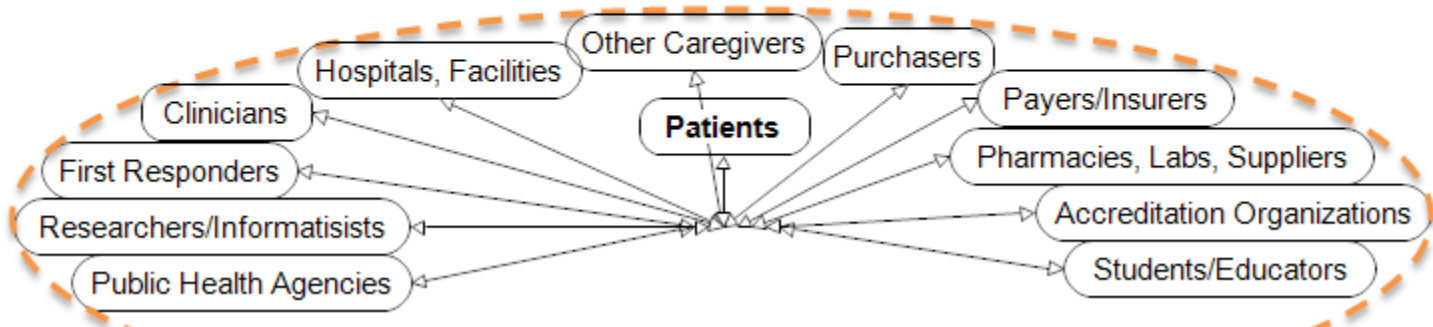 Other Caregivers
Purchasers
Hospitals, Facilities
Payers/Insurers
Clinicians
Patients
First Responders
Pharmacies, Labs, Suppliers
Researchers/Informatisists
Accreditation Organizations
Public Health Agencies
Students/Educators